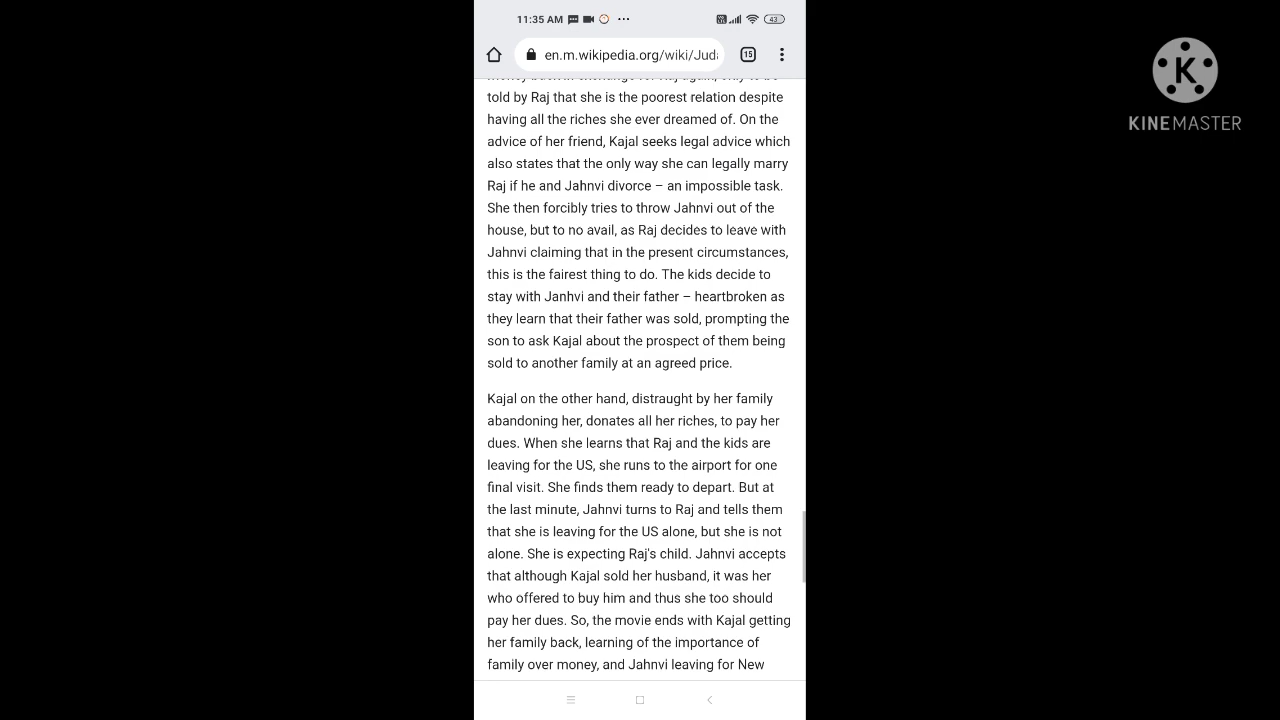 11:35 AM
43
en.m.wikipedia.org/wiki/Jud
15
K
KINEMASTER
told by Raj that she is the poorest relation despite
having all the riches she ever dreamed of. On the
advice of her friend, Kajal seeks legal advice which
also states that the only way she can legally marry
Raj if he and Jahnvi divorce – an impossible task.
She then forcibly tries to throw Jahnvi out of the
house, but to no avail, as Raj decides to leave with
Jahnvi claiming that in the present circumstances,
this is the fairest thing to do. The kids decide to
stay with Janhvi and their father – heartbroken as
they learn that their father was sold, prompting the
son to ask Kajal about the prospect of them being
sold to another family at an agreed price.
Kajal on the other hand, distraught by her family
abandoning her, donates all her riches, to pay her
dues. When she learns that Raj and the kids are
leaving for the US, she runs to the airport for one
final visit. She finds them ready to depart. But at
the last minute, Jahnvi turns to Raj and tells them
that she is leaving for the US alone, but she is not
alone. She is expecting Raj's child. Jahnvi accepts
that although Kajal sold her husband, it was her
who offered to buy him and thus she too should
pay her dues. So, the movie ends with Kajal getting
her family back, learning of the importance of
family over money, and Jahnvi leaving for New